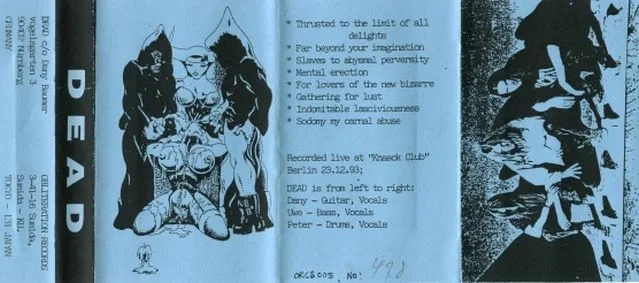 DEAD c/o Dany
Vogelsgarten 3
90402 Nürnberg
GERMANY
OBLITERATION RECORDS
3-41-16 Sumida,
Sumida - KU,
TOKYO - 131 JAPAN
DEAD
* Thrusted to the limit of all
delights
* Far beyond your imagination
* Slaves to abysmal perversity
* Mental erection
* For lovers of the new bizarre
* Gathering for lust
* Indomitable lasciviousness
* Sodomy my carnal abuse
Recorded live at "Knaack Club"
Berlin 23.12.93;
DEAD is from left to right:
Dany - Guitar, Vocals
Uwe - Bass, Vocals
Peter - Drums, Vocals
ORCS005, No: